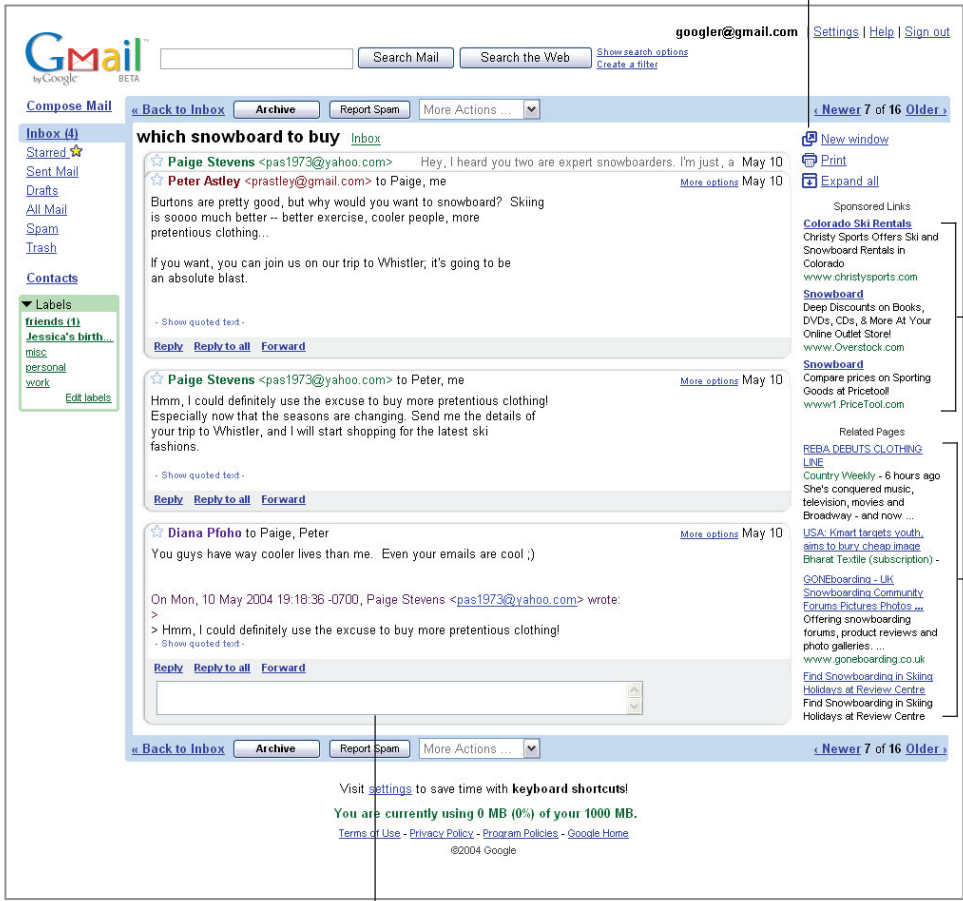 googler@gmail.com | Settings | Help | Sign out
Gmail™
by Google BETA
Search Mail Search the Web
Show search options
Create a filter
Compose Mail
Inbox (4)
Starred
Sent Mail
Drafts
All Mail
Spam
Trash
Contacts
Labels
friends (1)
Jessica's birth...
misc
personal
work
Edit labels
« Back to Inbox Archive Report Spam More Actions ... ‹ Newer 7 of 16 Older ›
which snowboard to buy Inbox
Paige Stevens <pas1973@yahoo.com> Hey, I heard you two are expert snowboarders. I'm just, a May 10
Peter Astley <prastley@gmail.com> to Paige, me More options May 10
Burtons are pretty good, but why would you want to snowboard? Skiing
is soooo much better -- better exercise, cooler people, more
pretentious clothing...
If you want, you can join us on our trip to Whistler; it's going to be
an absolute blast.
- Show quoted text -
Reply Reply to all Forward
Paige Stevens <pas1973@yahoo.com> to Peter, me More options May 10
Hmm, I could definitely use the excuse to buy more pretentious clothing!
Especially now that the seasons are changing. Send me the details of
your trip to Whistler, and I will start shopping for the latest ski
fashions.
- Show quoted text -
Reply Reply to all Forward
Diana Pfoho to Paige, Peter More options May 10
You guys have way cooler lives than me. Even your emails are cool ;)
On Mon, 10 May 2004 19:18:36 -0700, Paige Stevens <pas1973@yahoo.com> wrote:
>
> Hmm, I could definitely use the excuse to buy more pretentious clothing!
- Show quoted text -
Reply Reply to all Forward
New window
Print
Expand all
Sponsored Links
Colorado Ski Rentals
Christy Sports Offers Ski and
Snowboard Rentals in
Colorado
www.christysports.com
Snowboard
Deep Discounts on Books,
DVDs, CDs, & More At Your
Online Outlet Store!
www.Overstock.com
Snowboard
Compare prices on Sporting
Goods at Pricetool!
www1.PriceTool.com
Related Pages
REBA DEBUTS CLOTHING
LINE
Country Weekly - 6 hours ago
She's conquered music,
television, movies and
Broadway - and now ...
USA: Kmart targets youth,
aims to bury cheap image
Bharat Textile (subscription) -
GONEboarding - UK
Snowboarding Community
Forums Pictures Photos ...
Offering snowboarding
forums, product reviews and
photo galleries. ...
www.goneboarding.co.uk
Find Snowboarding in Skiing
Holidays at Review Centre
Find Snowboarding in Skiing
Holidays at Review Centre
« Back to Inbox Archive Report Spam More Actions ... ‹ Newer 7 of 16 Older ›
Visit settings to save time with keyboard shortcuts!
You are currently using 0 MB (0%) of your 1000 MB.
Terms of Use - Privacy Policy - Program Policies - Google Home
©2004 Google